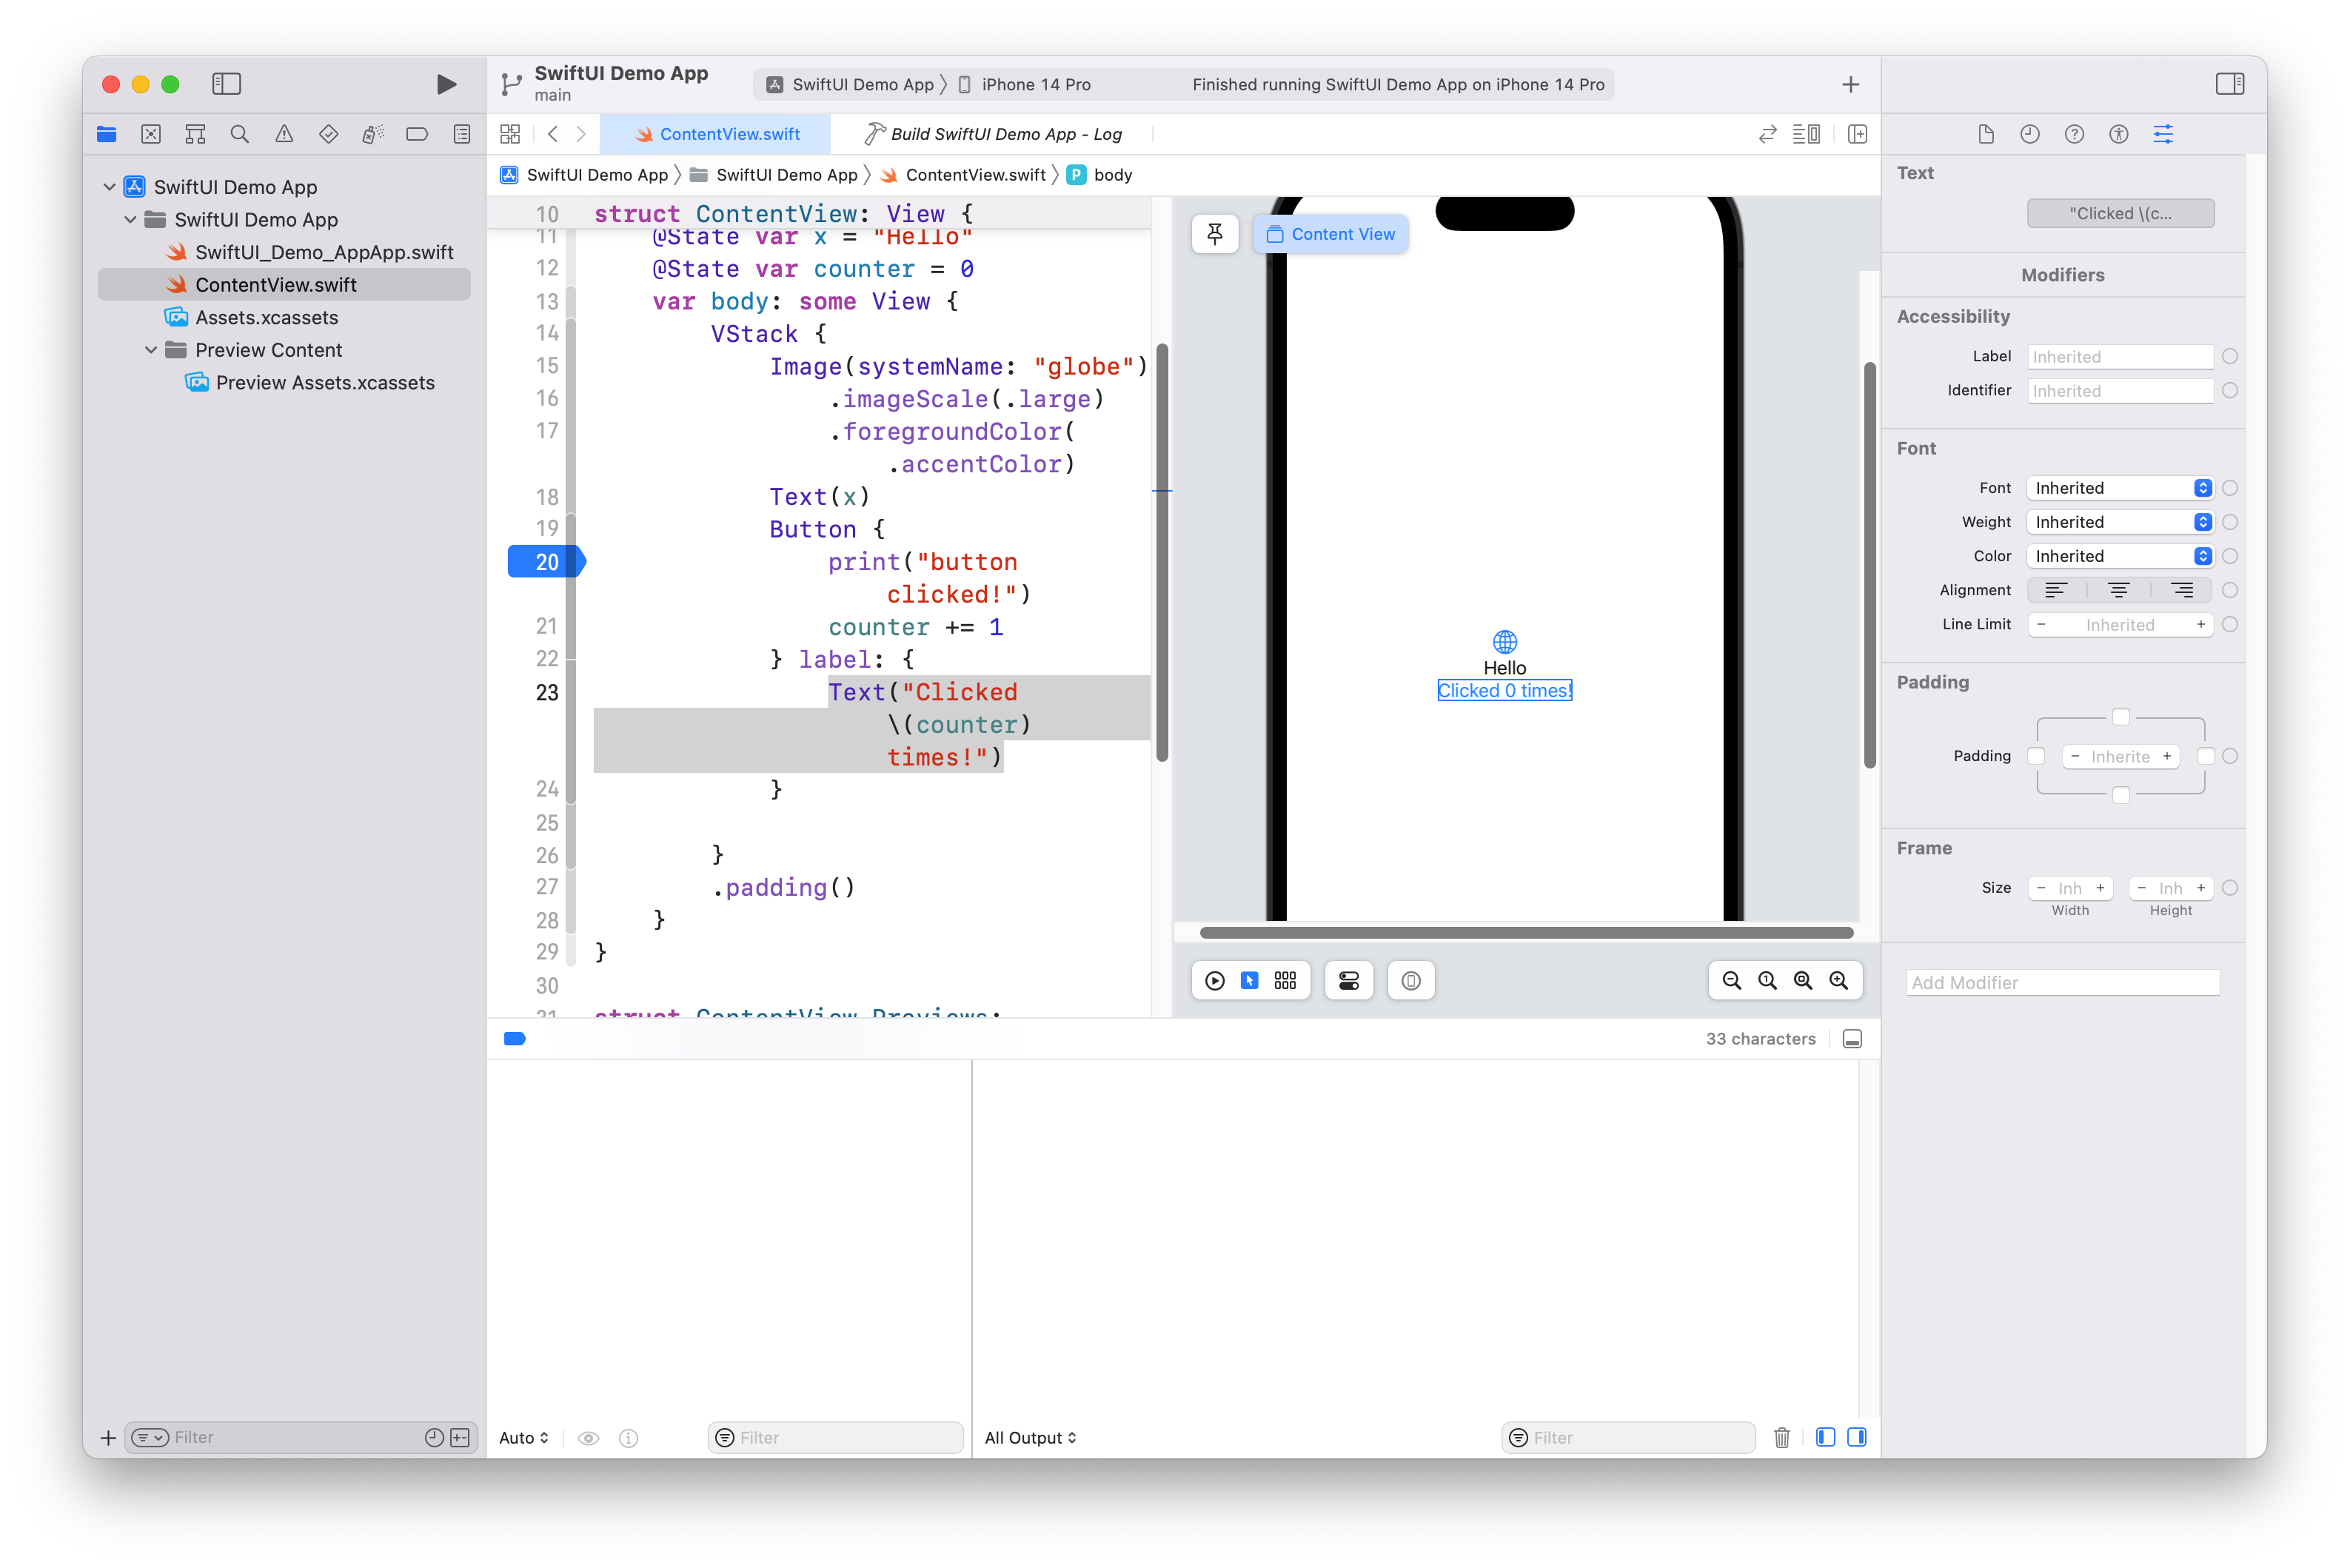 SwiftUI Demo App
main
SwiftUI Demo App
iPhone 14 Pro
Finished running SwiftUI Demo App on iPhone 14 Pro
ContentView.swift
Build SwiftUI Demo App - Log
SwiftUI Demo App
SwiftUI Demo App
ContentView.swift
P body
SwiftUI Demo App
SwiftUI Demo App
SwiftUI_Demo_AppApp.swift
ContentView.swift
Assets.xcassets
Preview Content
Preview Assets.xcassets
Filter
10 struct ContentView: View {
11 @State var x = "Hello"
12 @State var counter = 0
13 var body: some View {
14 VStack {
15 Image(systemName: "globe")
16 .imageScale(.large)
17 .foregroundColor(
.accentColor)
18 Text(x)
19 Button {
20 print("button
clicked!")
21 counter += 1
22 } label: {
23 Text("Clicked
\(counter)
times!")
24 }
25
26 }
27 .padding()
28 }
29 }
30
31 struct ContentView_Previews:
Content View
Hello
Clicked 0 times!
33 characters
Auto
Filter
All Output
Filter
Text
"Clicked \(c...
Modifiers
Accessibility
Label Inherited
Identifier Inherited
Font
Font Inherited
Weight Inherited
Color Inherited
Alignment
Line Limit − Inherited +
Padding
Padding − Inherite +
Frame
Size − Inh + − Inh +
Width Height
Add Modifier